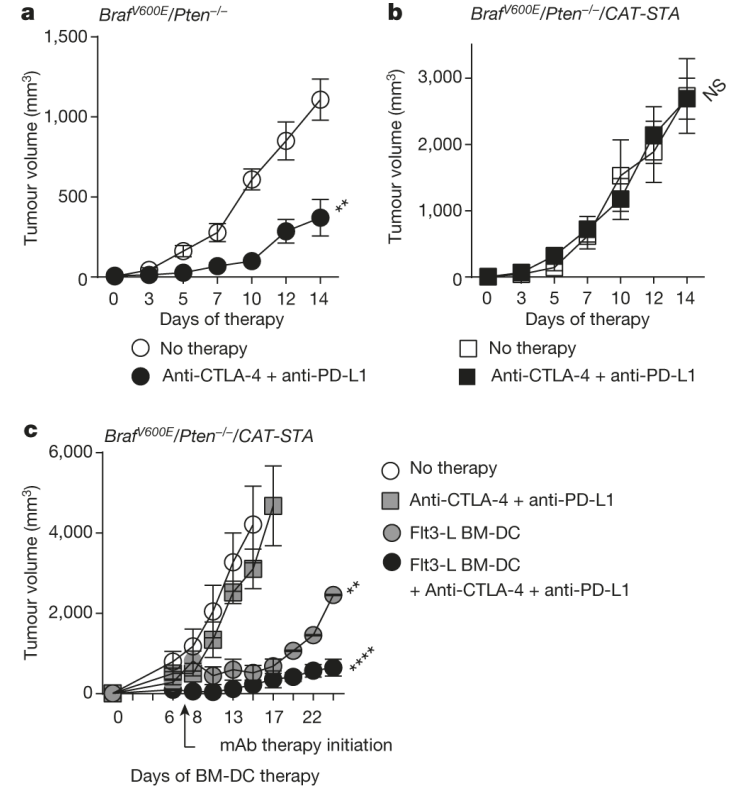 a
Braf^V600E/Pten^−/−
Tumour volume (mm³)
1,500
1,000
500
0
0 3 5 7 10 12 14
**
Days of therapy
No therapy
Anti-CTLA-4 + anti-PD-L1
b
Braf^V600E/Pten^−/−/CAT-STA
Tumour volume (mm³)
3,000
2,000
1,000
0
0 3 5 7 10 12 14
NS
Days of therapy
No therapy
Anti-CTLA-4 + anti-PD-L1
c
Braf^V600E/Pten^−/−/CAT-STA
Tumour volume (mm³)
6,000
4,000
2,000
0
0 6 8 13 17 22
**
****
mAb therapy initiation
Days of BM-DC therapy
No therapy
Anti-CTLA-4 + anti-PD-L1
Flt3-L BM-DC
Flt3-L BM-DC
+ Anti-CTLA-4 + anti-PD-L1